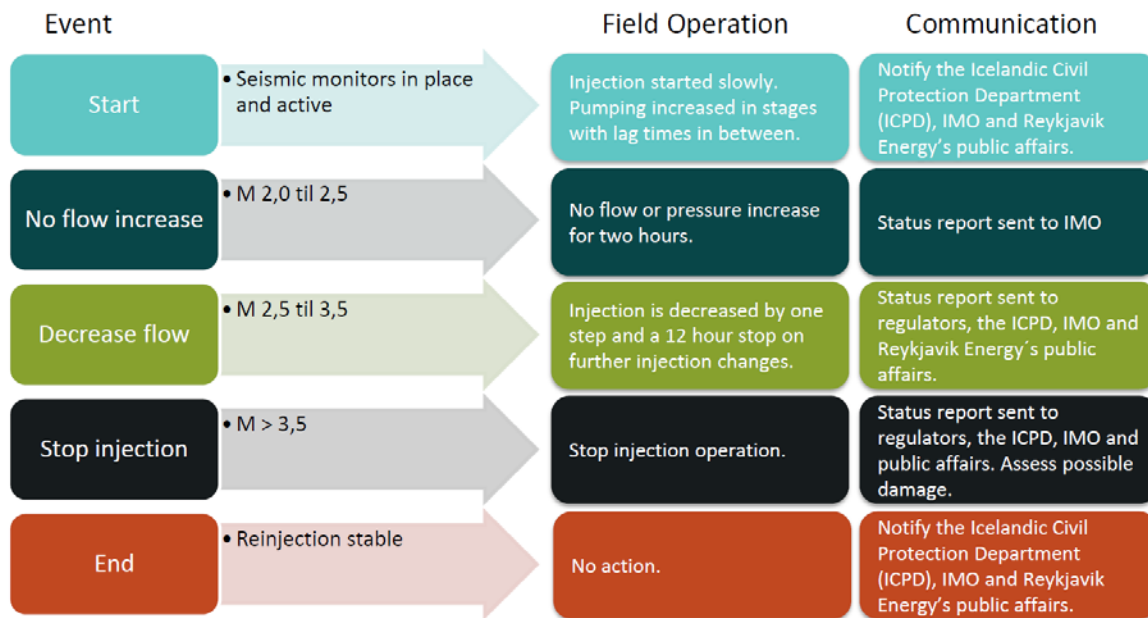 Event
Field Operation
Communication
Start
• Seismic monitors in place
and active
Injection started slowly.
Pumping increased in stages
with lag times in between.
Notify the Icelandic Civil
Protection Department
(ICPD), IMO and Reykjavik
Energy's public affairs.
No flow increase
• M 2,0 til 2,5
No flow or pressure increase
for two hours.
Status report sent to IMO
Decrease flow
• M 2,5 til 3,5
Injection is decreased by one
step and a 12 hour stop on
further injection changes.
Status report sent to
regulators, the ICPD, IMO and
Reykjavik Energy´s public
affairs.
Stop injection
• M > 3,5
Stop injection operation.
Status report sent to
regulators, the ICPD, IMO and
public affairs. Assess possible
damage.
End
• Reinjection stable
No action.
Notify the Icelandic Civil
Protection Department
(ICPD), IMO and Reykjavik
Energy's public affairs.